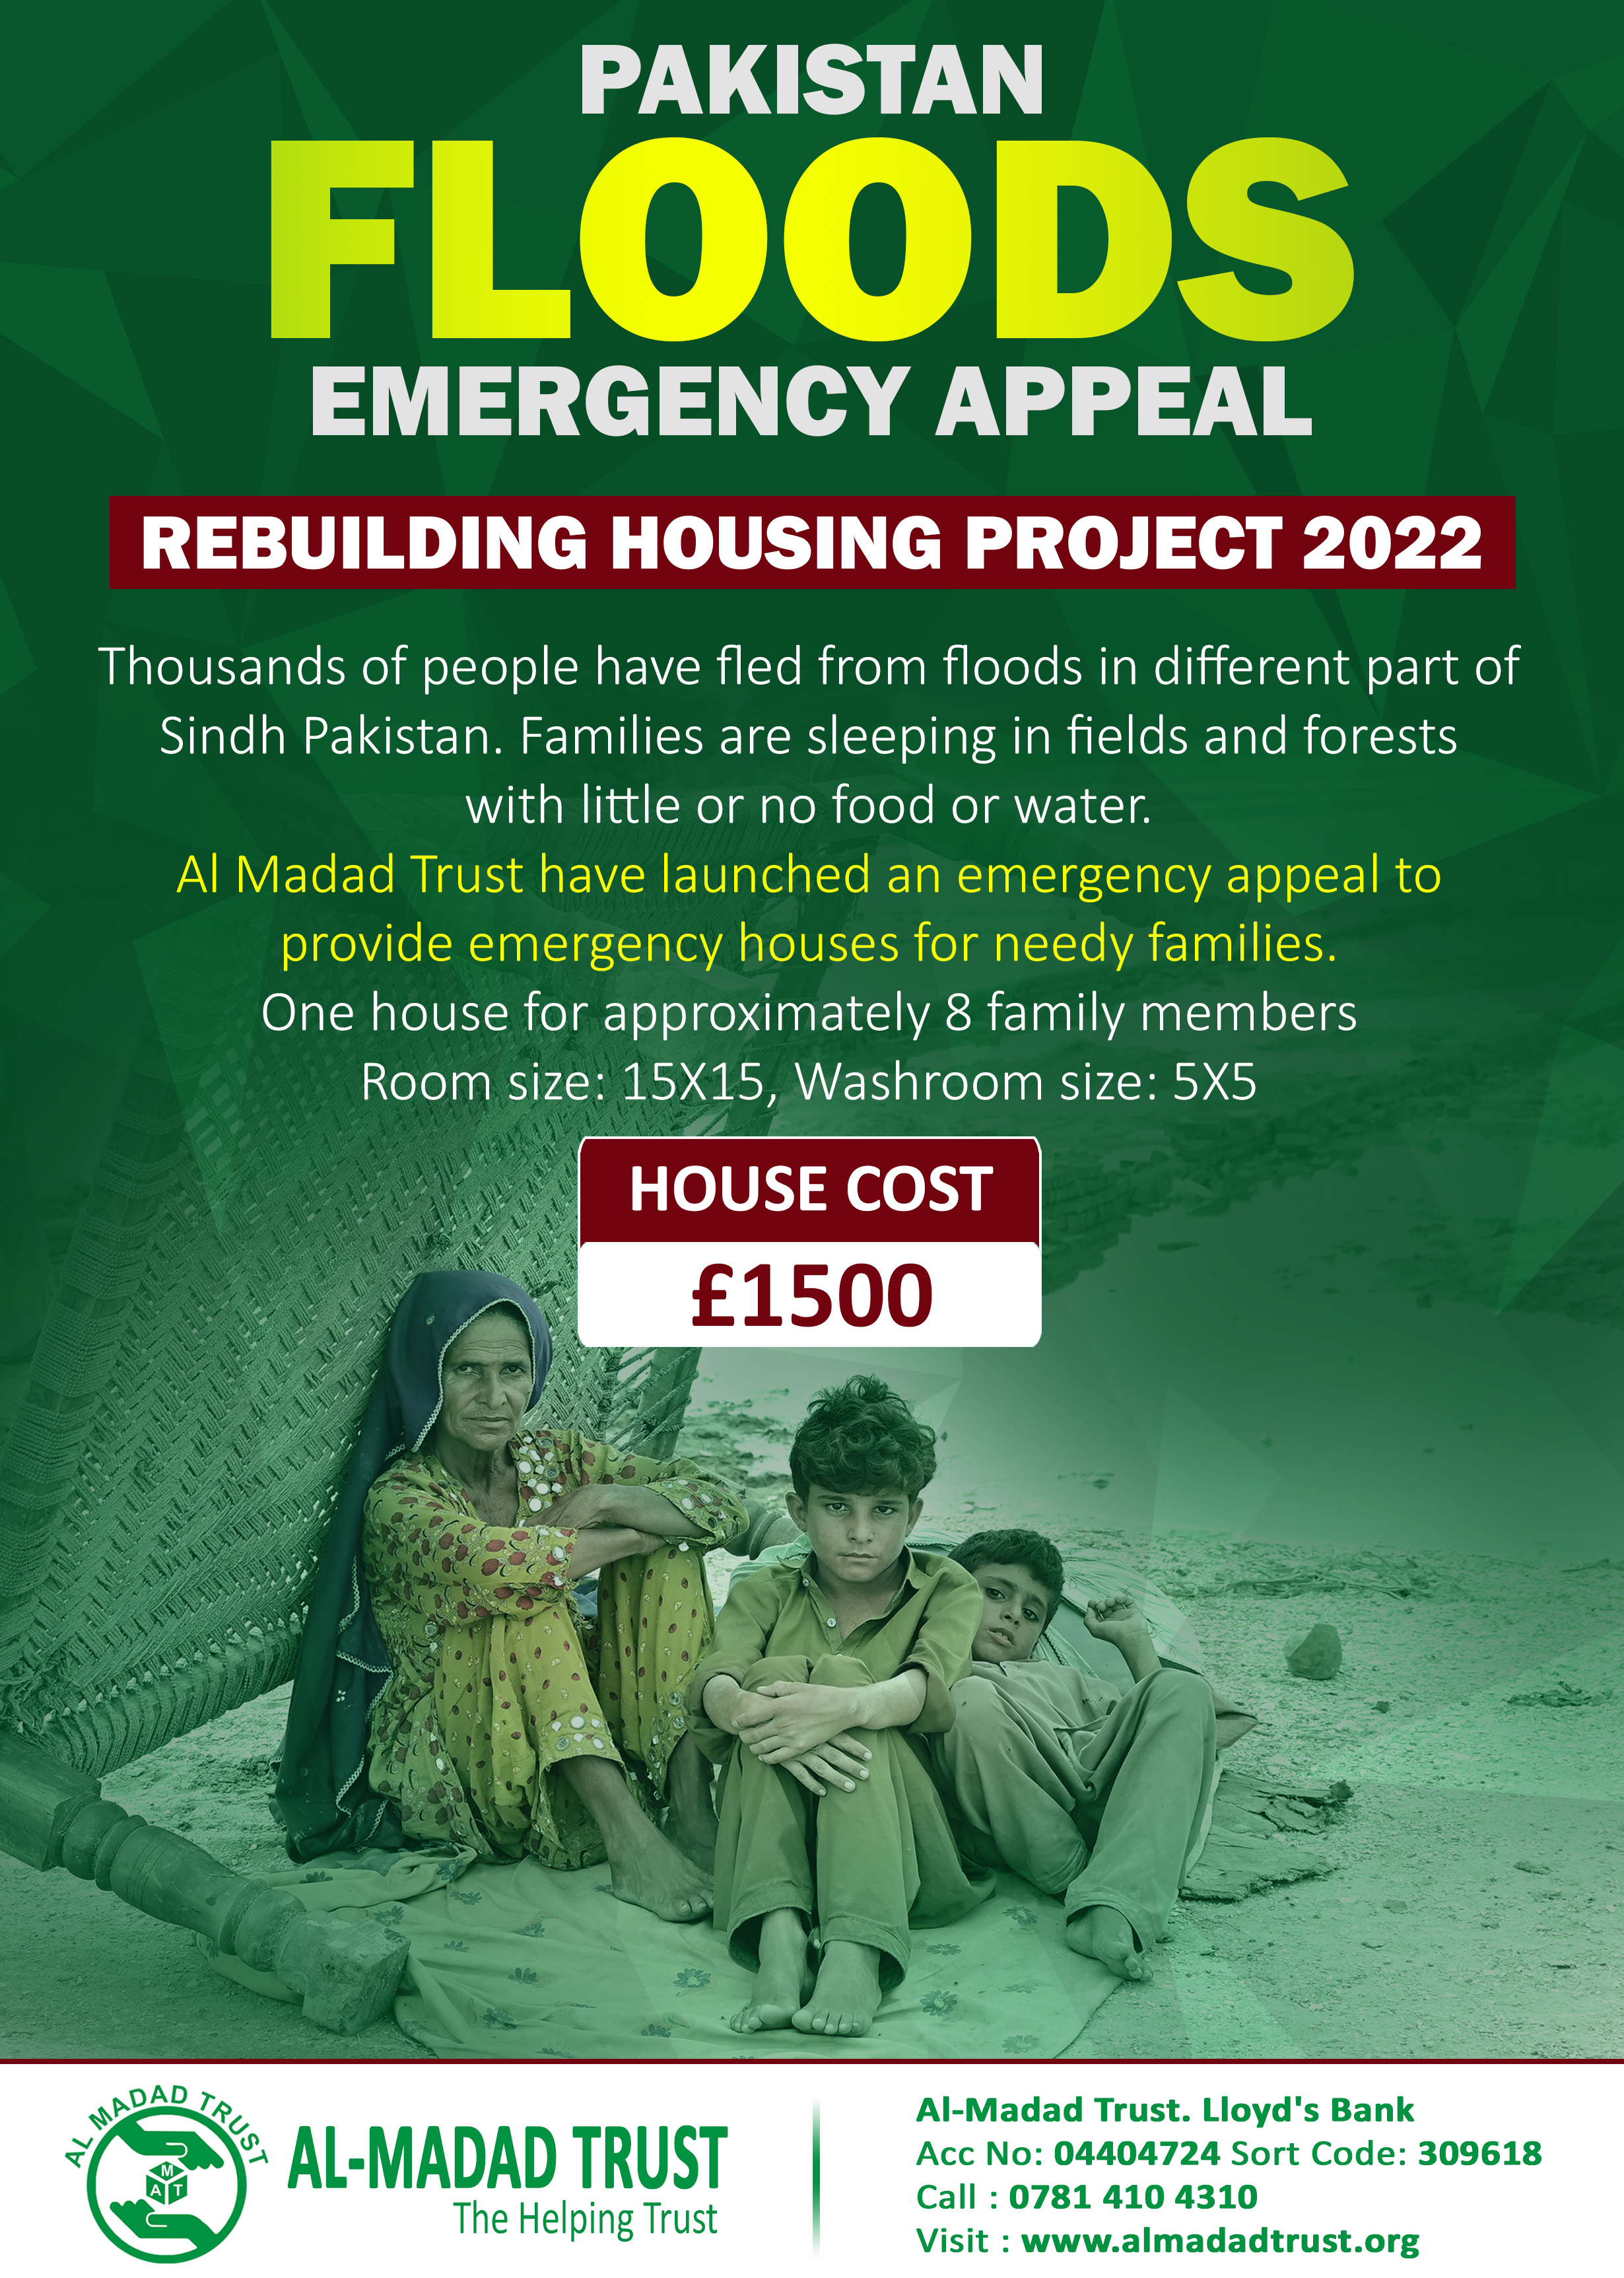 PAKISTAN
FLOODS
EMERGENCY APPEAL
REBUILDING HOUSING PROJECT 2022
Thousands of people have fled from floods in different part of
Sindh Pakistan. Families are sleeping in fields and forests
with little or no food or water.
Al Madad Trust have launched an emergency appeal to
provide emergency houses for needy families.
One house for approximately 8 family members
Room size: 15X15, Washroom size: 5X5
HOUSE COST
£1500
AL MADAD TRUST
M
A T
AL-MADAD TRUST
The Helping Trust
Al-Madad Trust. Lloyd's Bank
Acc No: 04404724 Sort Code: 309618
Call : 0781 410 4310
Visit : www.almadadtrust.org